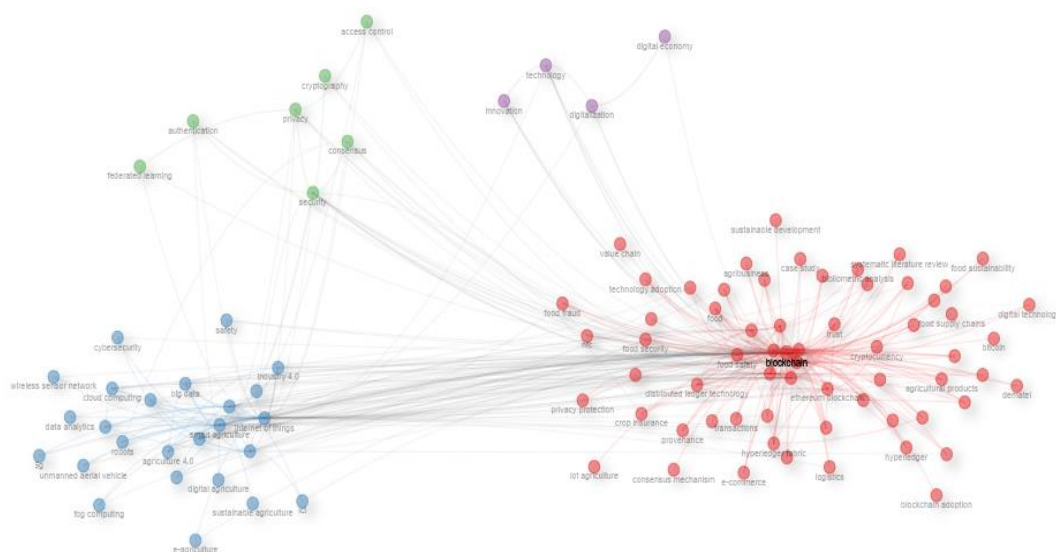 access control
digital economy
technology
cryptography
innovation
digitalization
privacy
authentication
consensus
federated learning
security
sustainable development
value chain
case study
systematic literature review
food sustainability
agribusiness
bibliometric analysis
technology adoption
food fraud
food
digital technology
food supply chains
trust
safety
cybersecurity
food security
bitcoin
blockchain
food safety
cryptocurrency
industry 4.0
wireless sensor network
big data
cloud computing
agricultural products
dematel
distributed ledger technology
ethereum blockchain
privacy protection
data analytics
internet of things
smart agriculture
crop insurance
transactions
provenance
robots
agriculture 4.0
hyperledger fabric
hyperledger
5g
unmanned aerial vehicle
iot agriculture
consensus mechanism
e-commerce
logistics
digital agriculture
blockchain adoption
fog computing
sustainable agriculture
e-agriculture